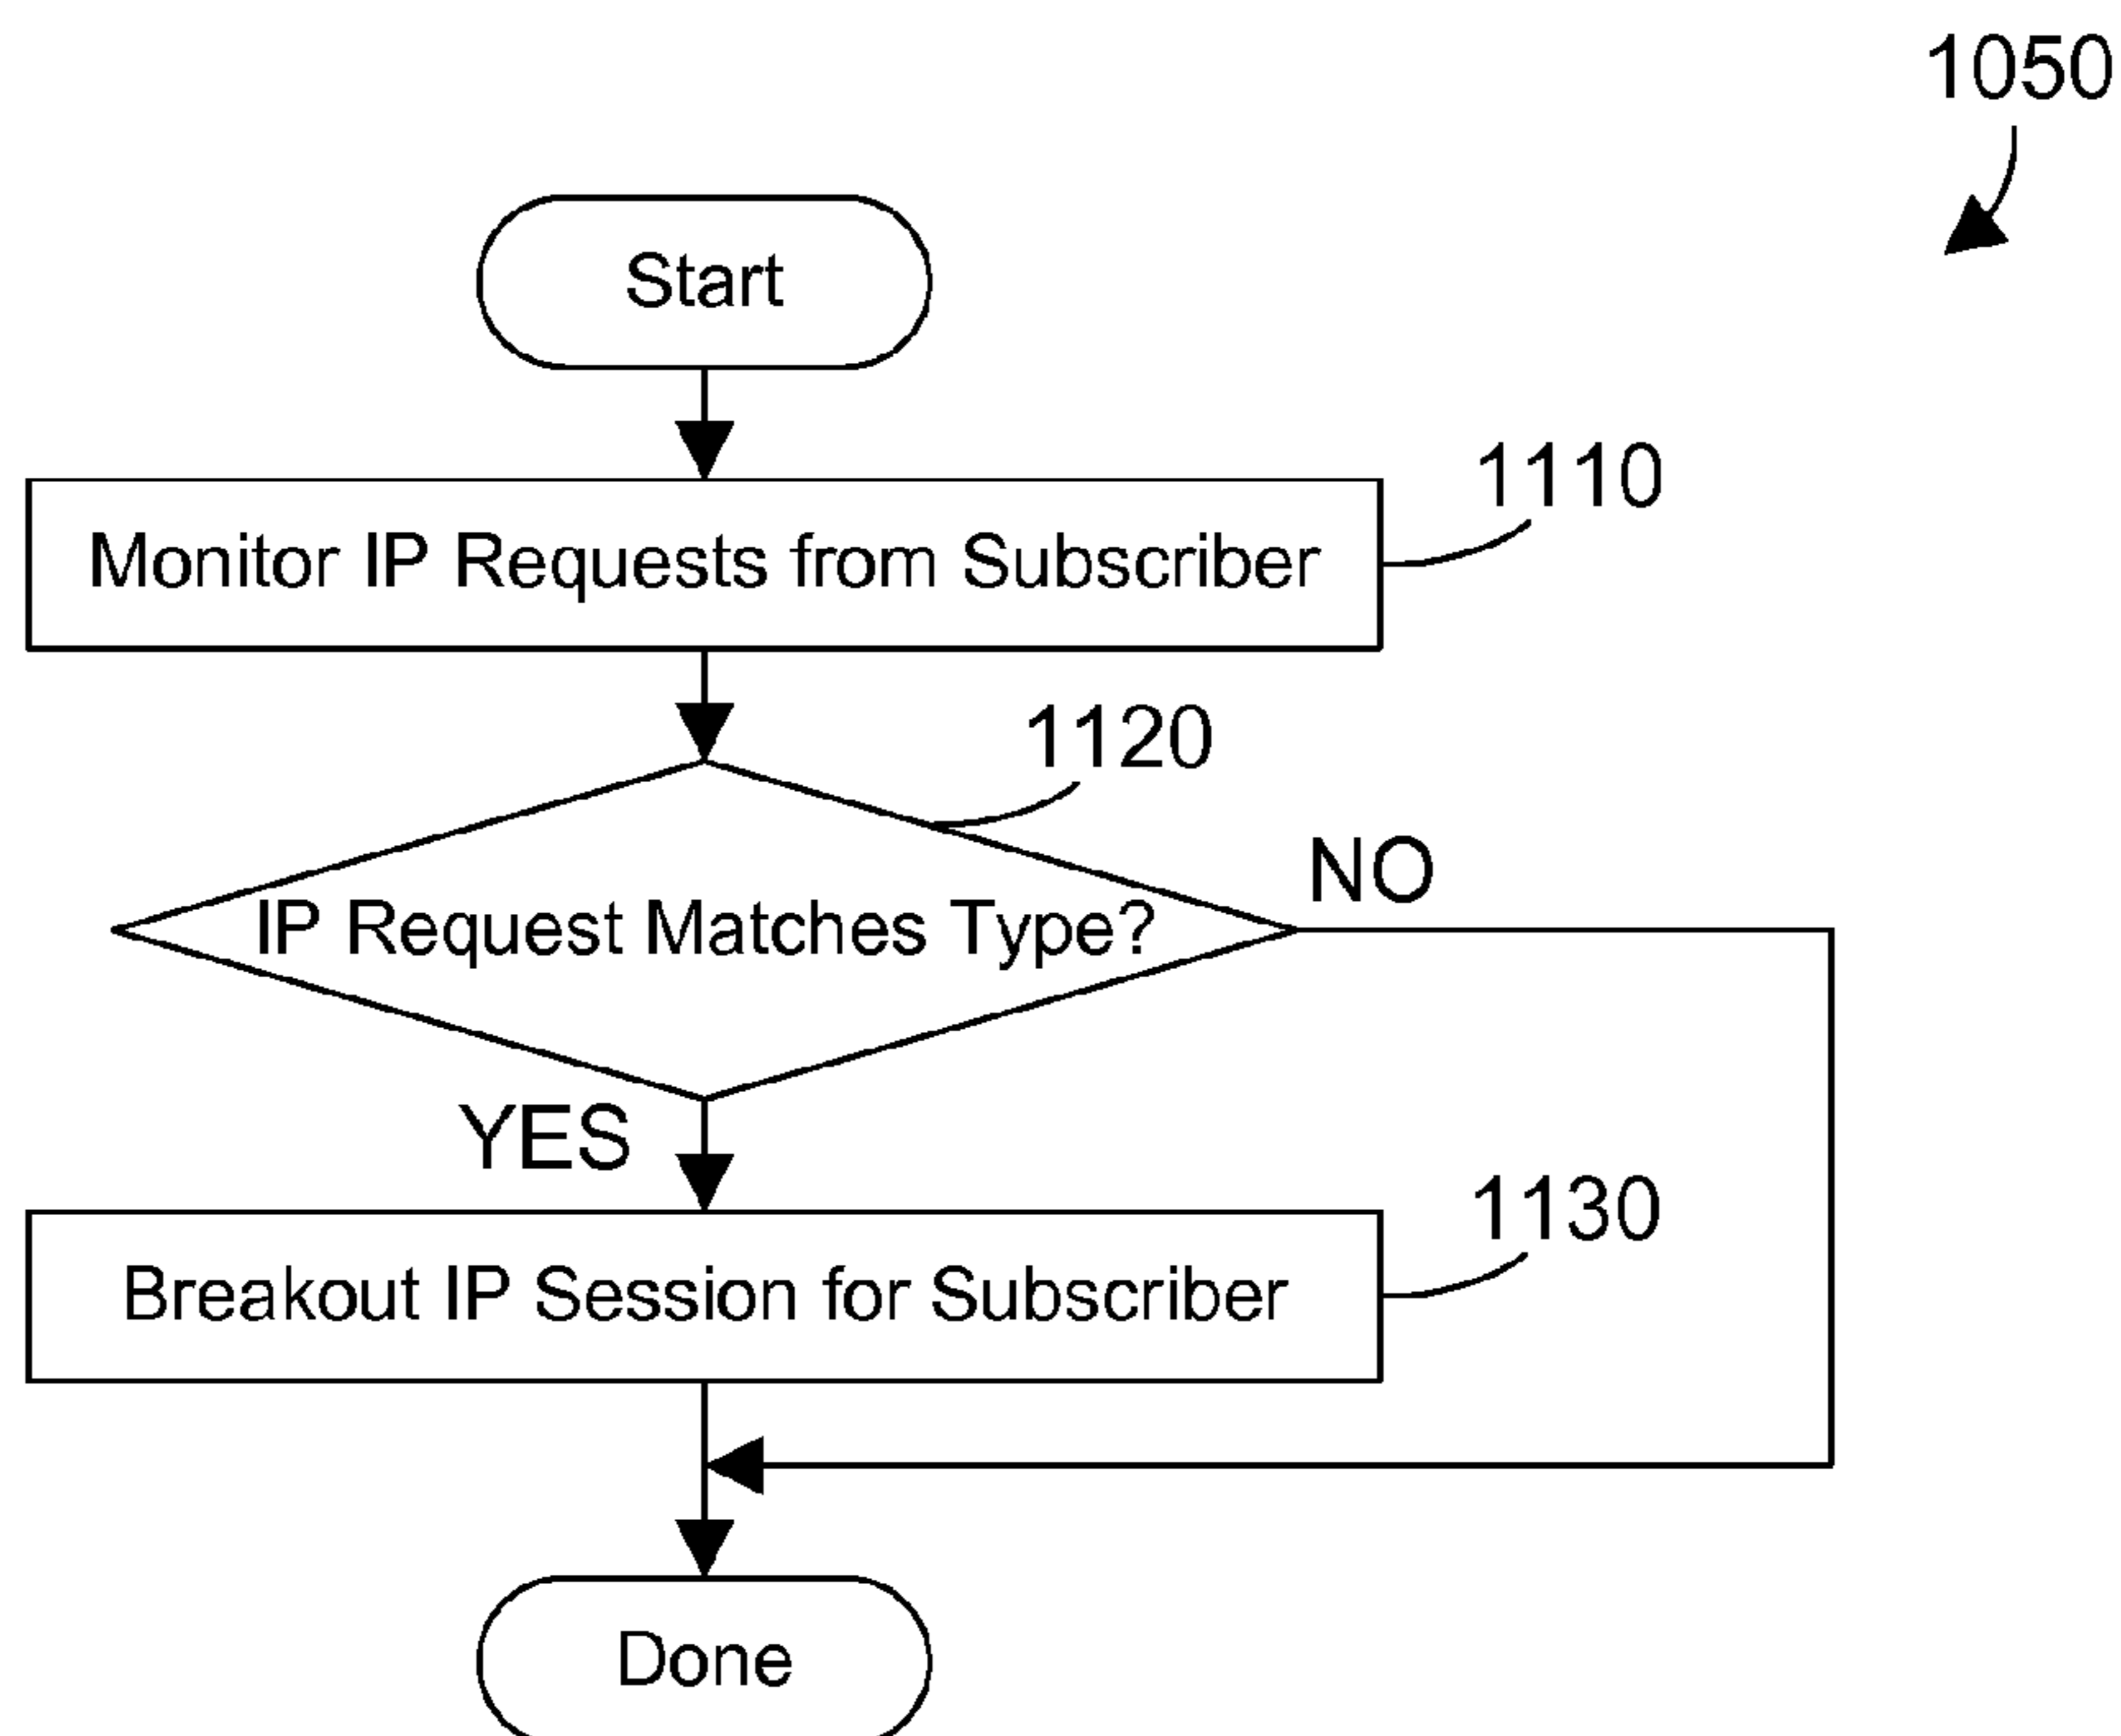 1050
Start
Monitor IP Requests from Subscriber
1110
1120
IP Request Matches Type?
NO
YES
Breakout IP Session for Subscriber
1130
Done